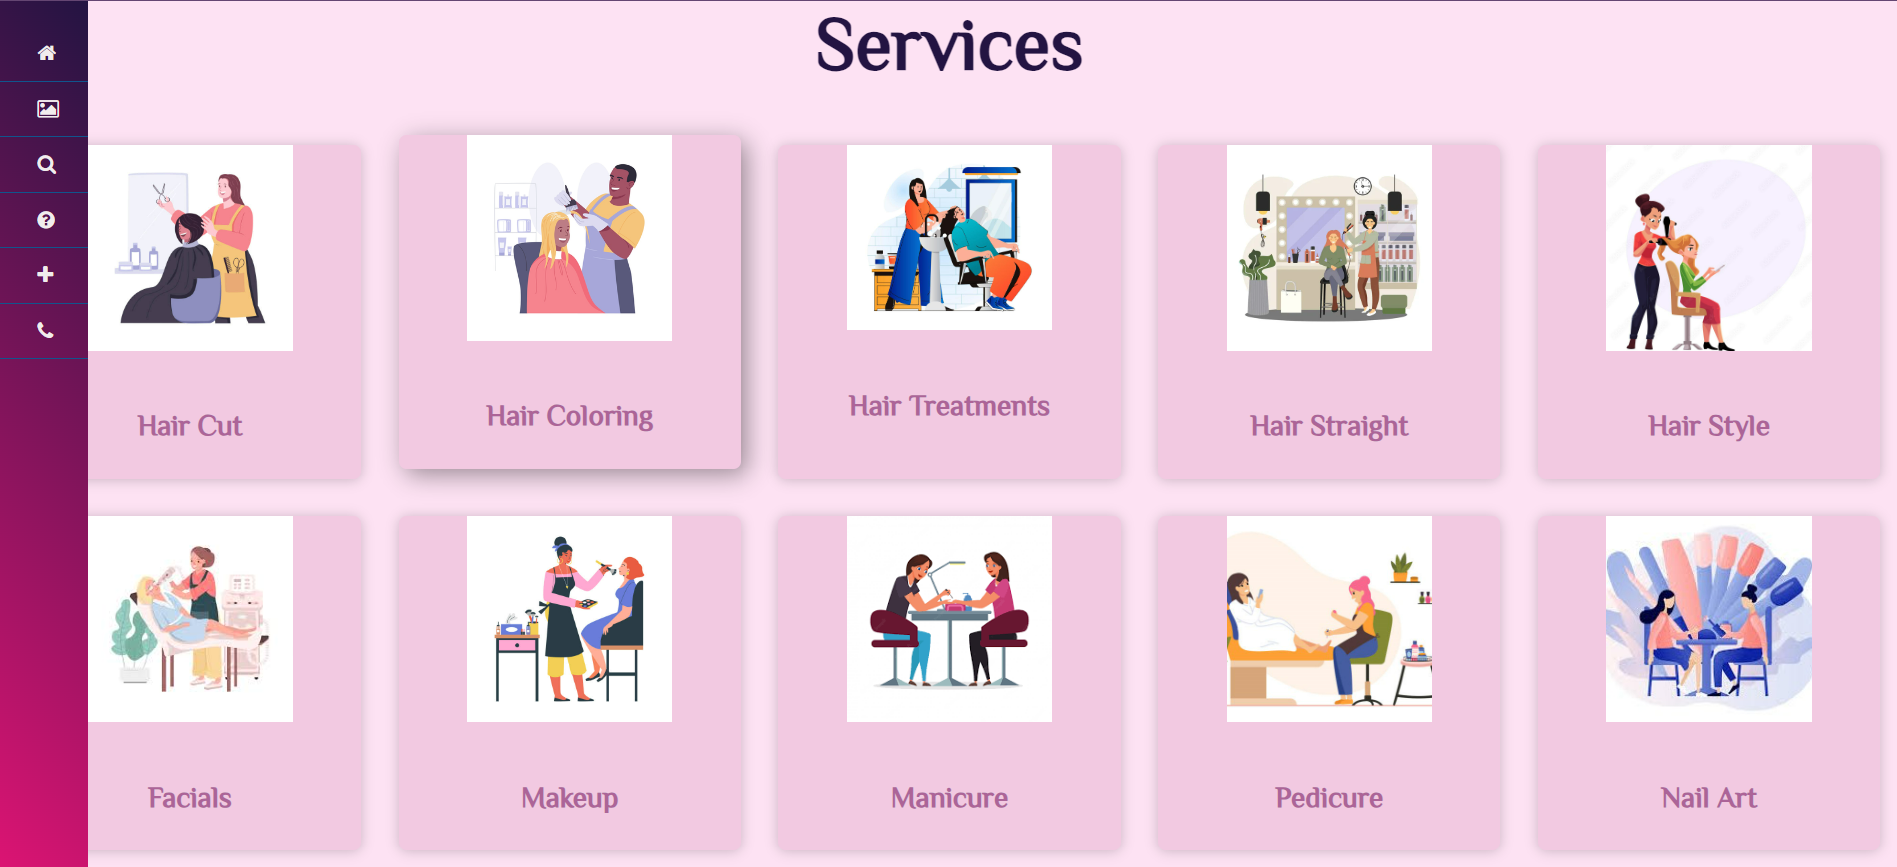 Services
Hair Cut
Hair Coloring
Hair Treatments
Hair Straight
Hair Style
Facials
Makeup
Manicure
Pedicure
Nail Art